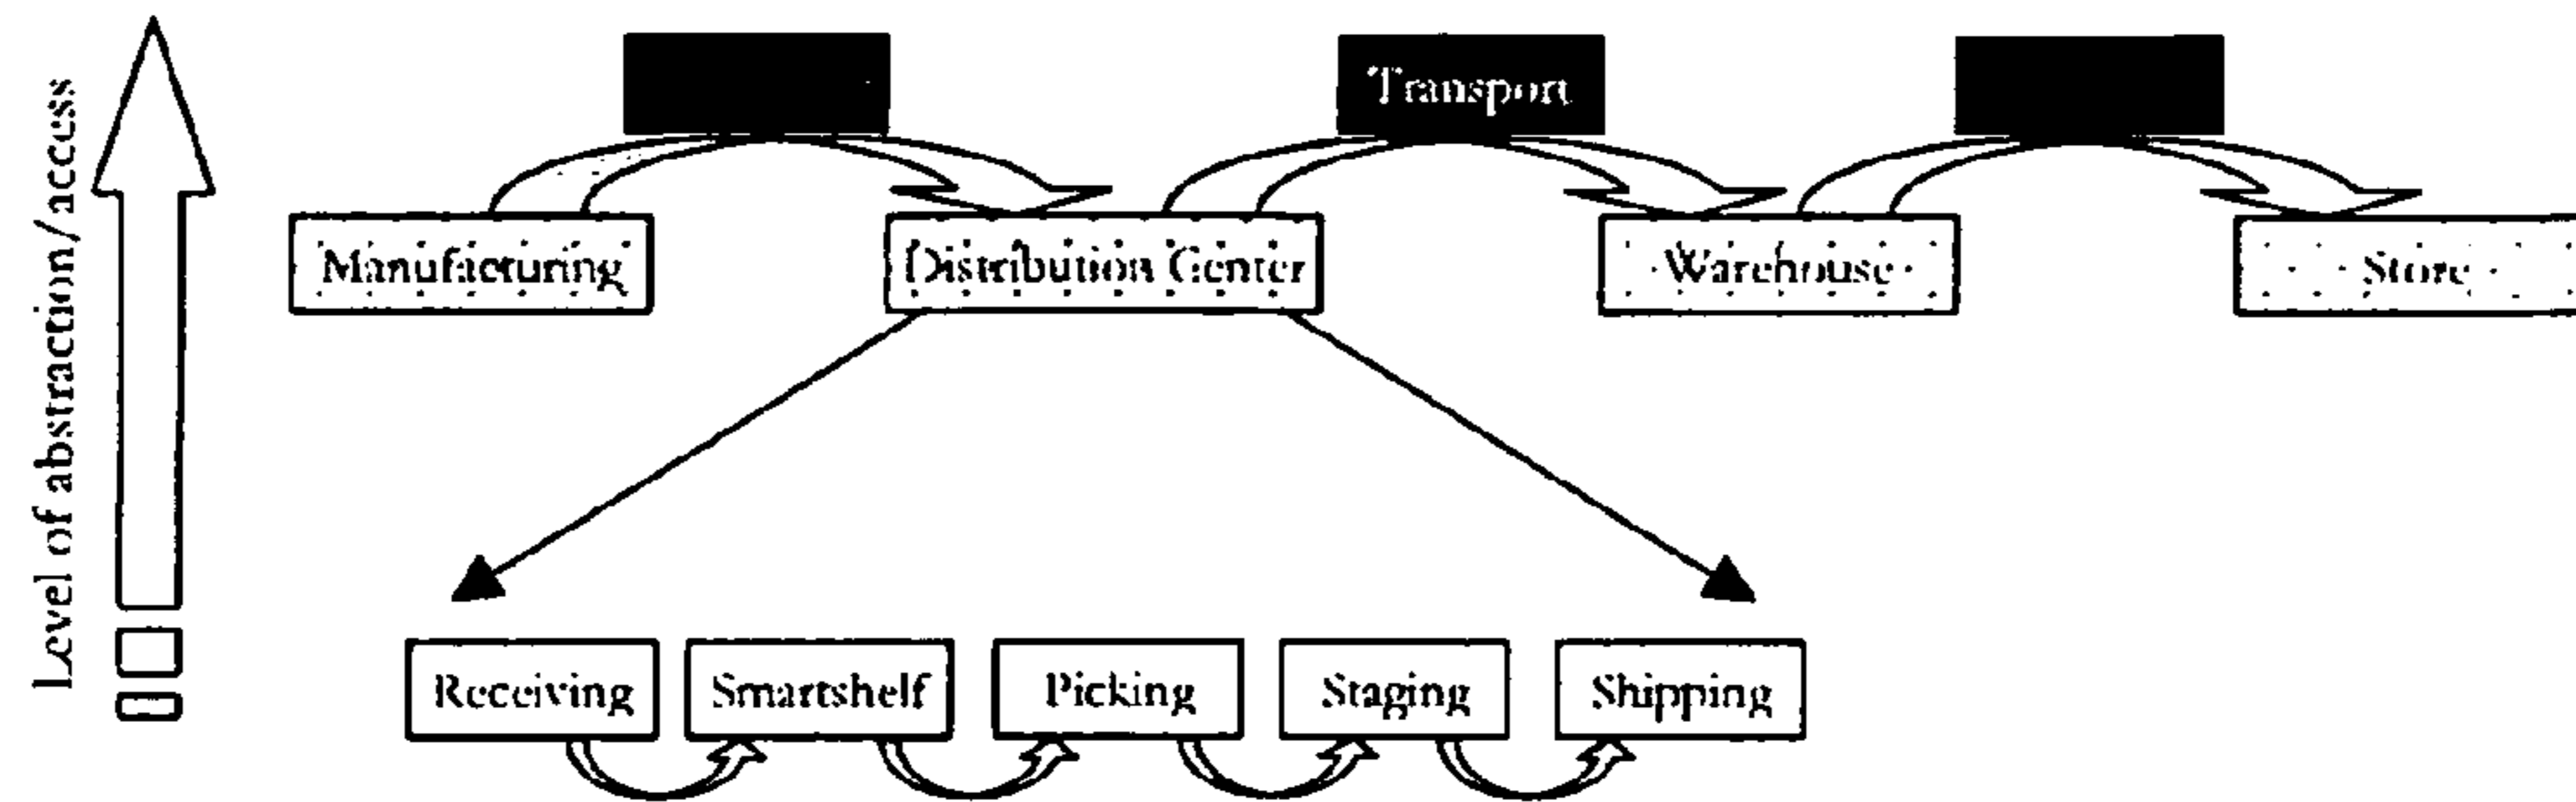 Level of abstraction/access
Transport
Manufacturing
Distribution Center
Warehouse
Store
Receiving
Smartshelf
Picking
Staging
Shipping